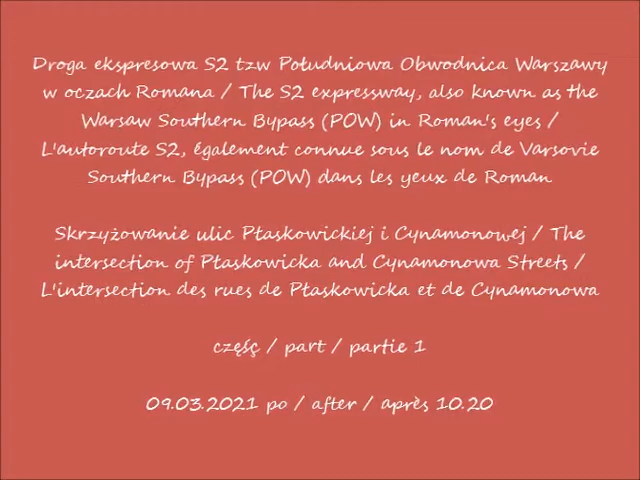 Droga ekspresowa S2 tzw Południowa Obwodnica Warszawy
w oczach Romana / The S2 expressway, also known as the
Warsaw Southern Bypass (POW) in Roman's eyes /
L'autoroute S2, également connue sous le nom de Varsovie
Southern Bypass (POW) dans les yeux de Roman
Skrzyżowanie ulic Płaskowickiej i Cynamonowej / The
intersection of Płaskowicka and Cynamonowa Streets /
L'intersection des rues de Płaskowicka et de Cynamonowa
częśç / part / partie 1
09.03.2021 po / after / après 10.20